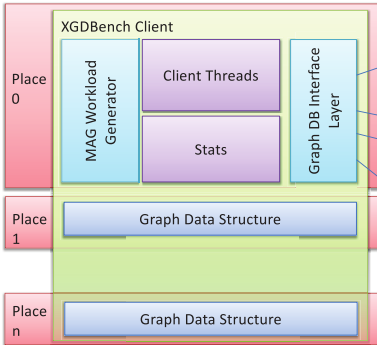 XGDBench Client
Place
0
MAG Workload
Generator
Client Threads
Stats
Graph DB Interface
Layer
Place
1
Graph Data Structure
Place
n
Graph Data Structure